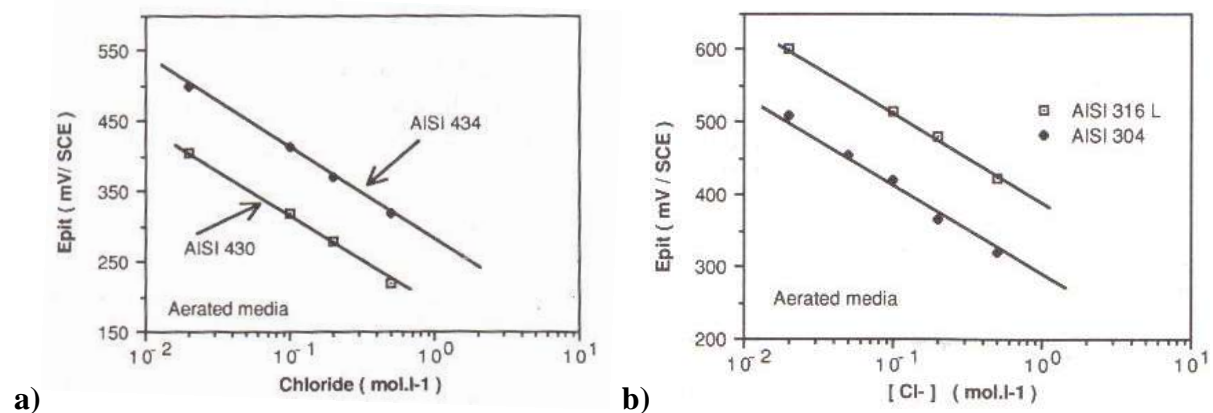 550
450
350
250
150
Epit ( mV/ SCE)
AISI 434
AISI 430
Aerated media
10-2
10-1
10 0
10 1
Chloride ( mol.l-1)
a)
600
500
400
300
200
Epit ( mV / SCE)
AISI 316 L
AISI 304
Aerated media
10-2
10-1
10 0
10 1
[ Cl- ] ( mol.l-1)
b)